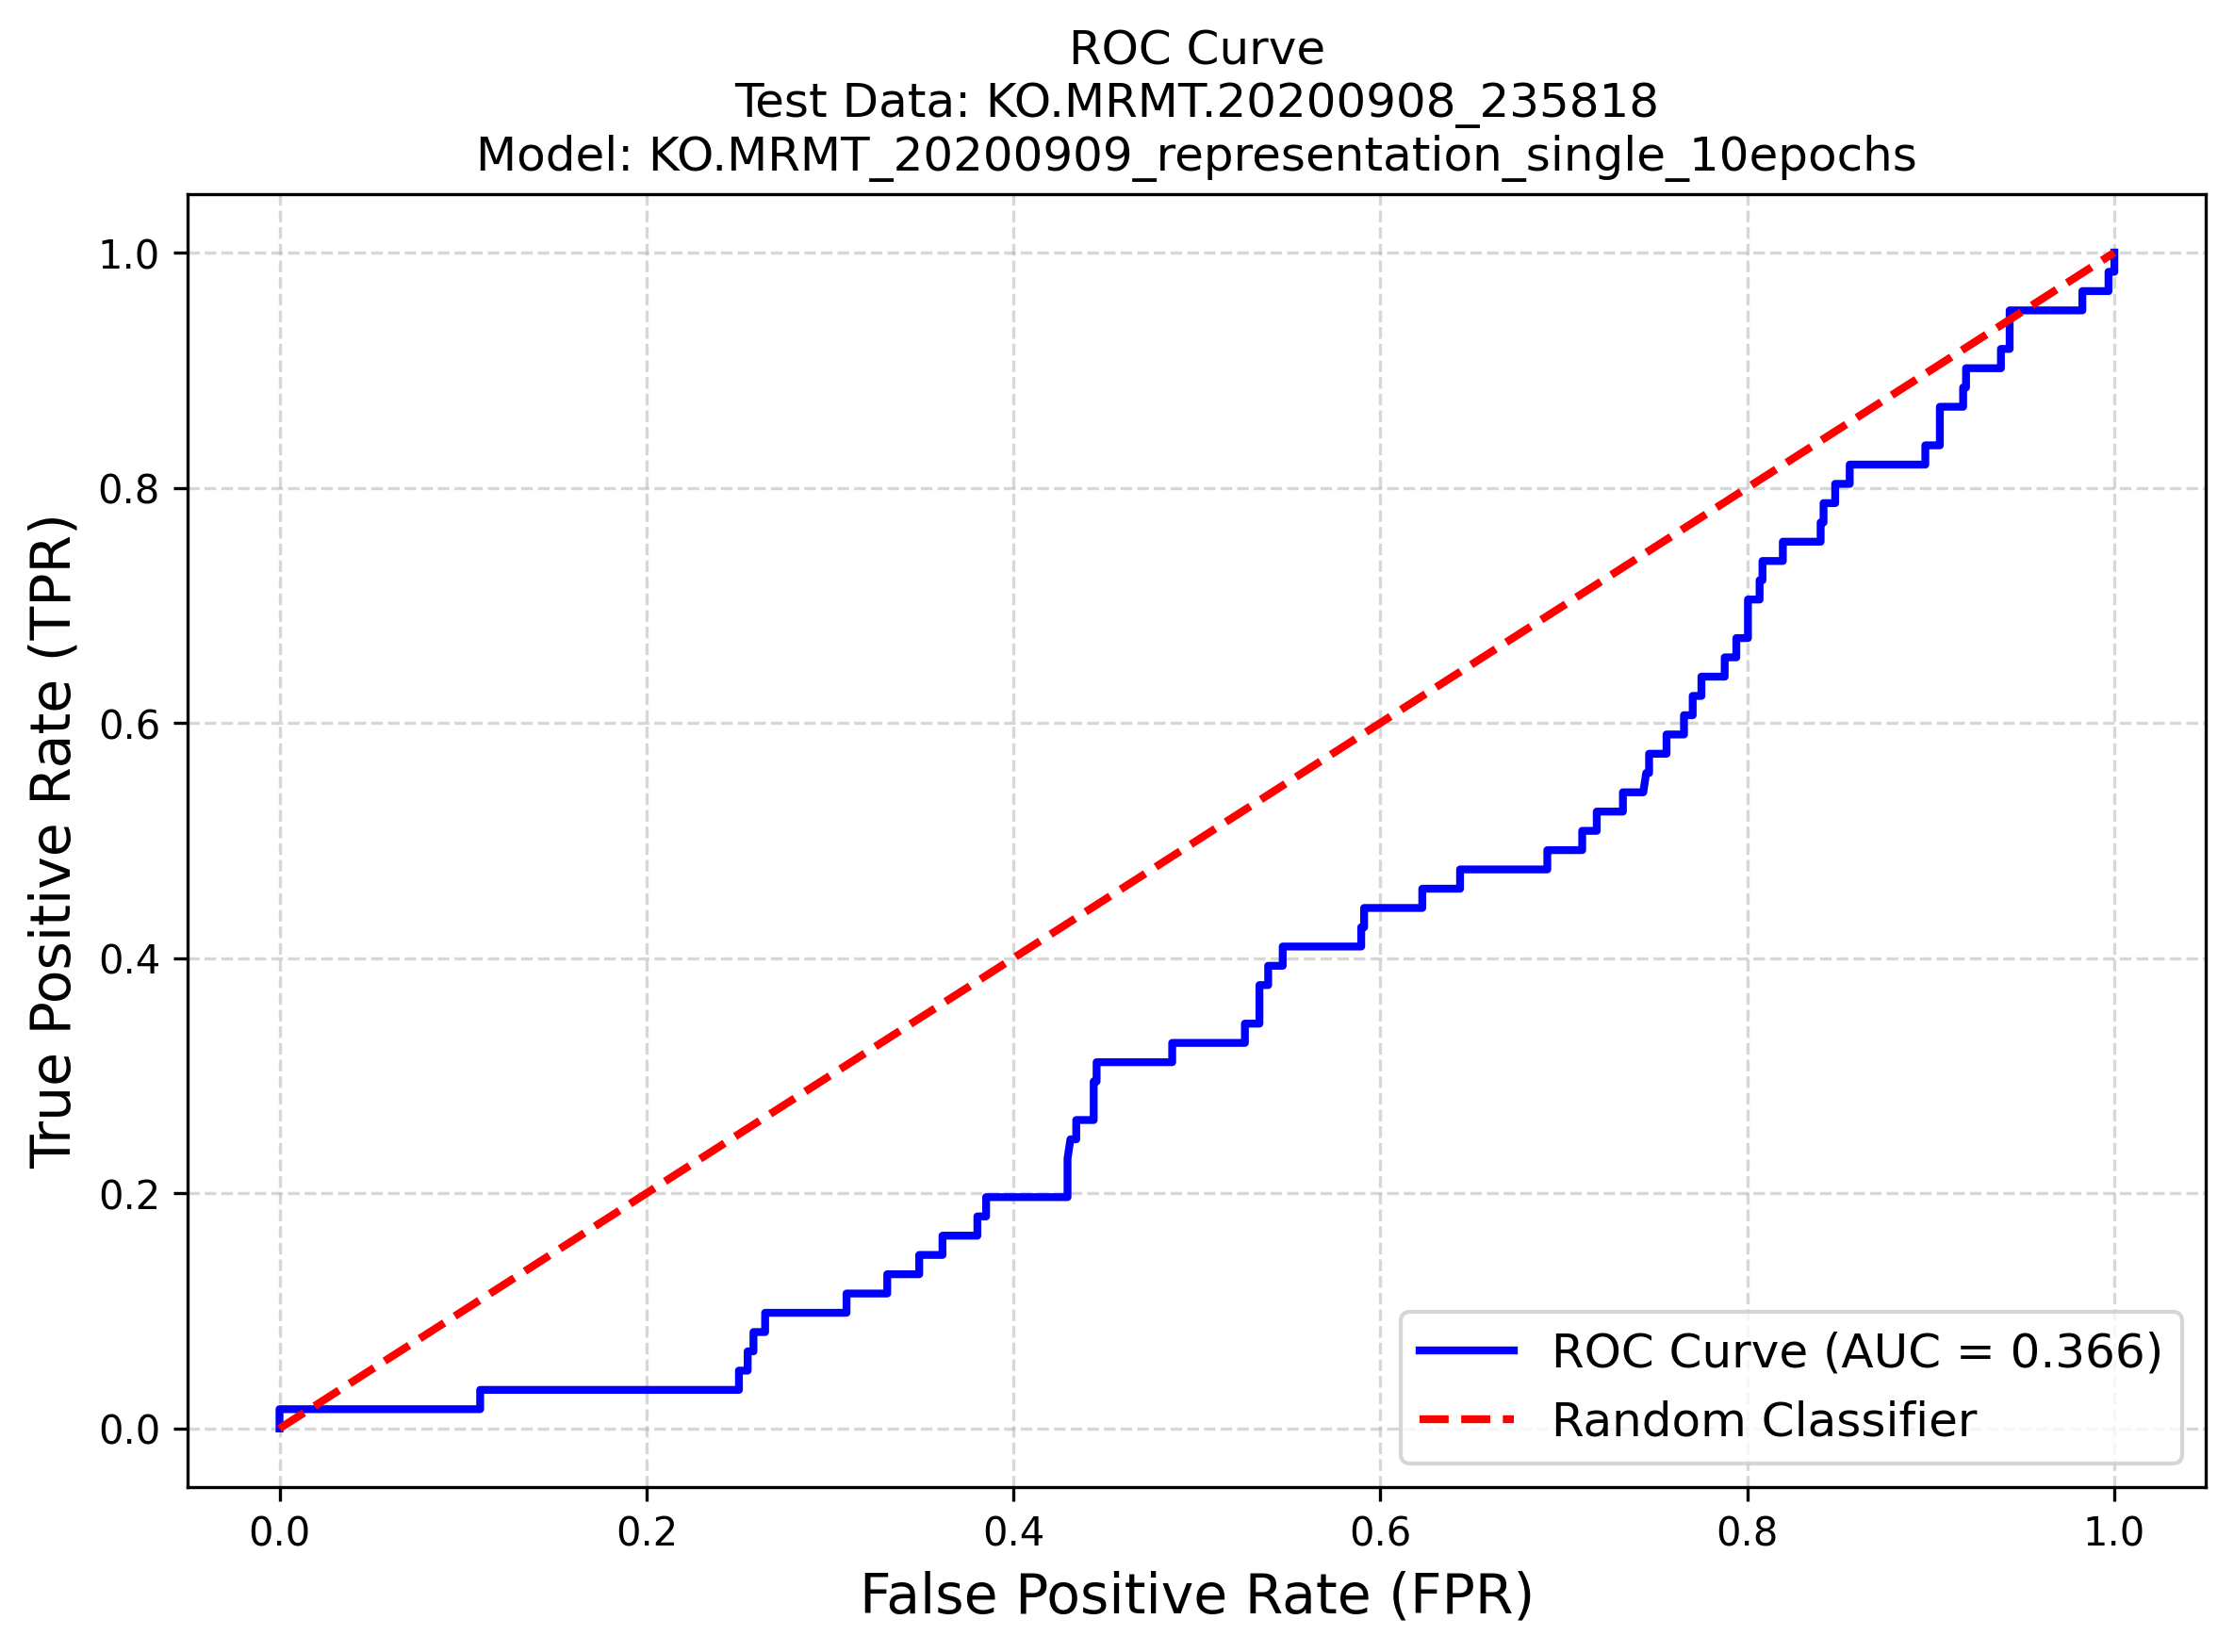 ROC Curve
Test Data: KO.MRMT.20200908_235818
Model: KO.MRMT_20200909_representation_single_10epochs
True Positive Rate (TPR)
1.0
0.8
0.6
0.4
0.2
0.0
ROC Curve (AUC = 0.366)
Random Classifier
0.0 0.2 0.4 0.6 0.8 1.0
False Positive Rate (FPR)